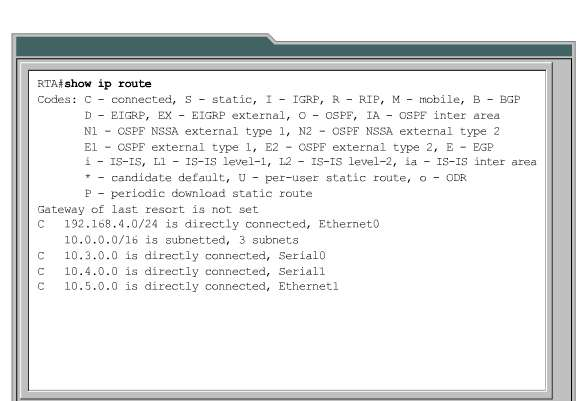 RTA#show ip route
Codes: C - connected, S - static, I - IGRP, R - RIP, M - mobile, B - BGP
D - EIGRP, EX - EIGRP external, O - OSPF, IA - OSPF inter area
N1 - OSPF NSSA external type 1, N2 - OSPF NSSA external type 2
E1 - OSPF external type 1, E2 - OSPF external type 2, E - EGP
i - IS-IS, L1 - IS-IS level-1, L2 - IS-IS level-2, ia - IS-IS inter area
* - candidate default, U - per-user static route, o - ODR
P - periodic download static route
Gateway of last resort is not set
C 192.168.4.0/24 is directly connected, Ethernet0
10.0.0.0/16 is subnetted, 3 subnets
C 10.3.0.0 is directly connected, Serial0
C 10.4.0.0 is directly connected, Serial1
C 10.5.0.0 is directly connected, Ethernet1